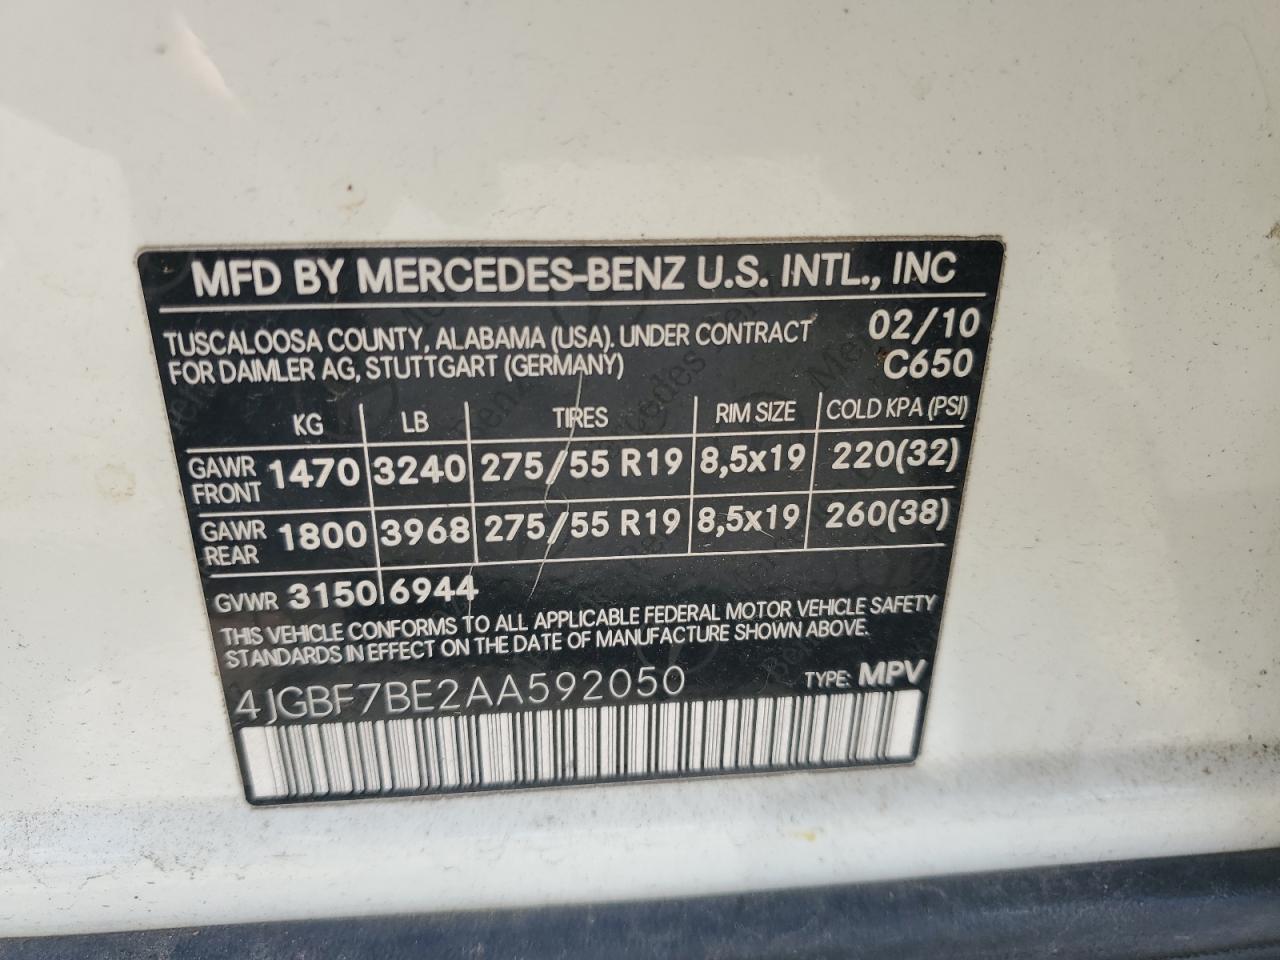 MFD BY MERCEDES-BENZ U.S. INTL., INC
TUSCALOOSA COUNTY, ALABAMA (USA). UNDER CONTRACT 02/10
FOR DAIMLER AG, STUTTGART (GERMANY) C650
KG LB TIRES RIM SIZE COLD KPA (PSI)
GAWR FRONT 1470 3240 275/55 R19 8,5x19 220(32)
GAWR REAR 1800 3968 275/55 R19 8,5x19 260(38)
GVWR 3150 6944
THIS VEHICLE CONFORMS TO ALL APPLICABLE FEDERAL MOTOR VEHICLE SAFETY
STANDARDS IN EFFECT ON THE DATE OF MANUFACTURE SHOWN ABOVE.
4JGBF7BE2AA592050 TYPE: MPV